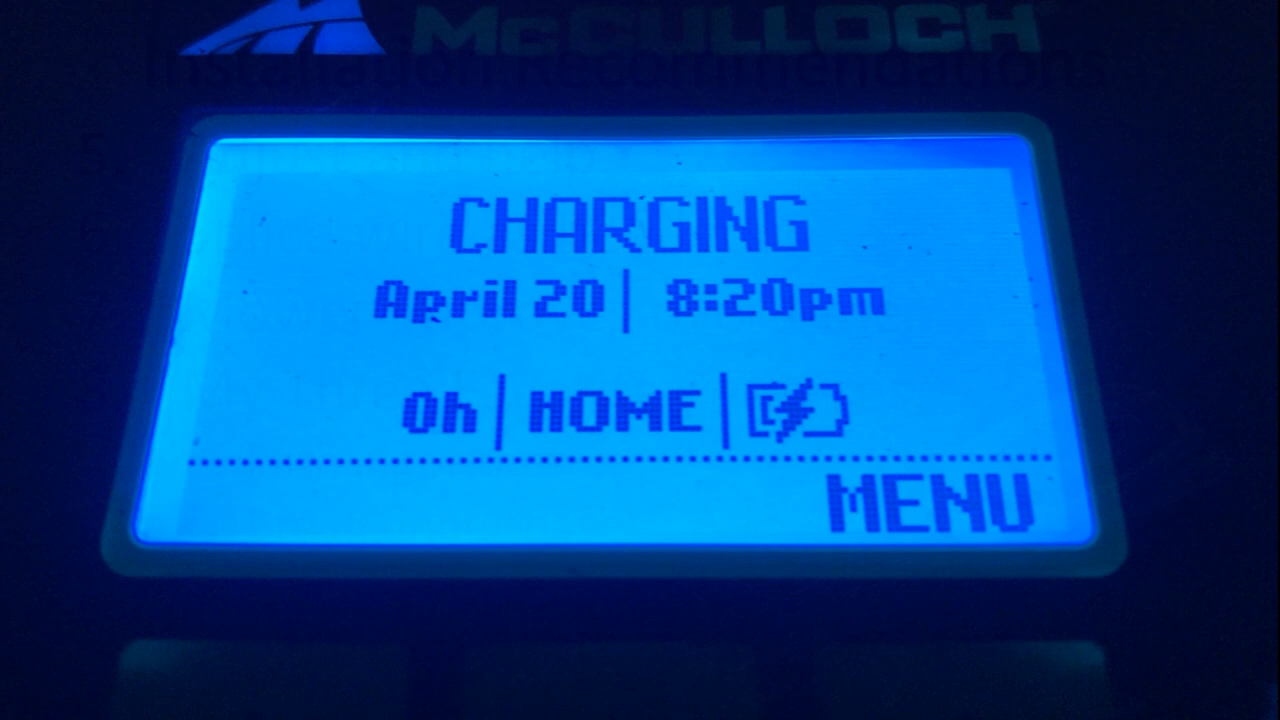 McCULLOCH
Installation Recommendations
CHARGING
April 20 | 8:20pm
0h | HOME |
MENU